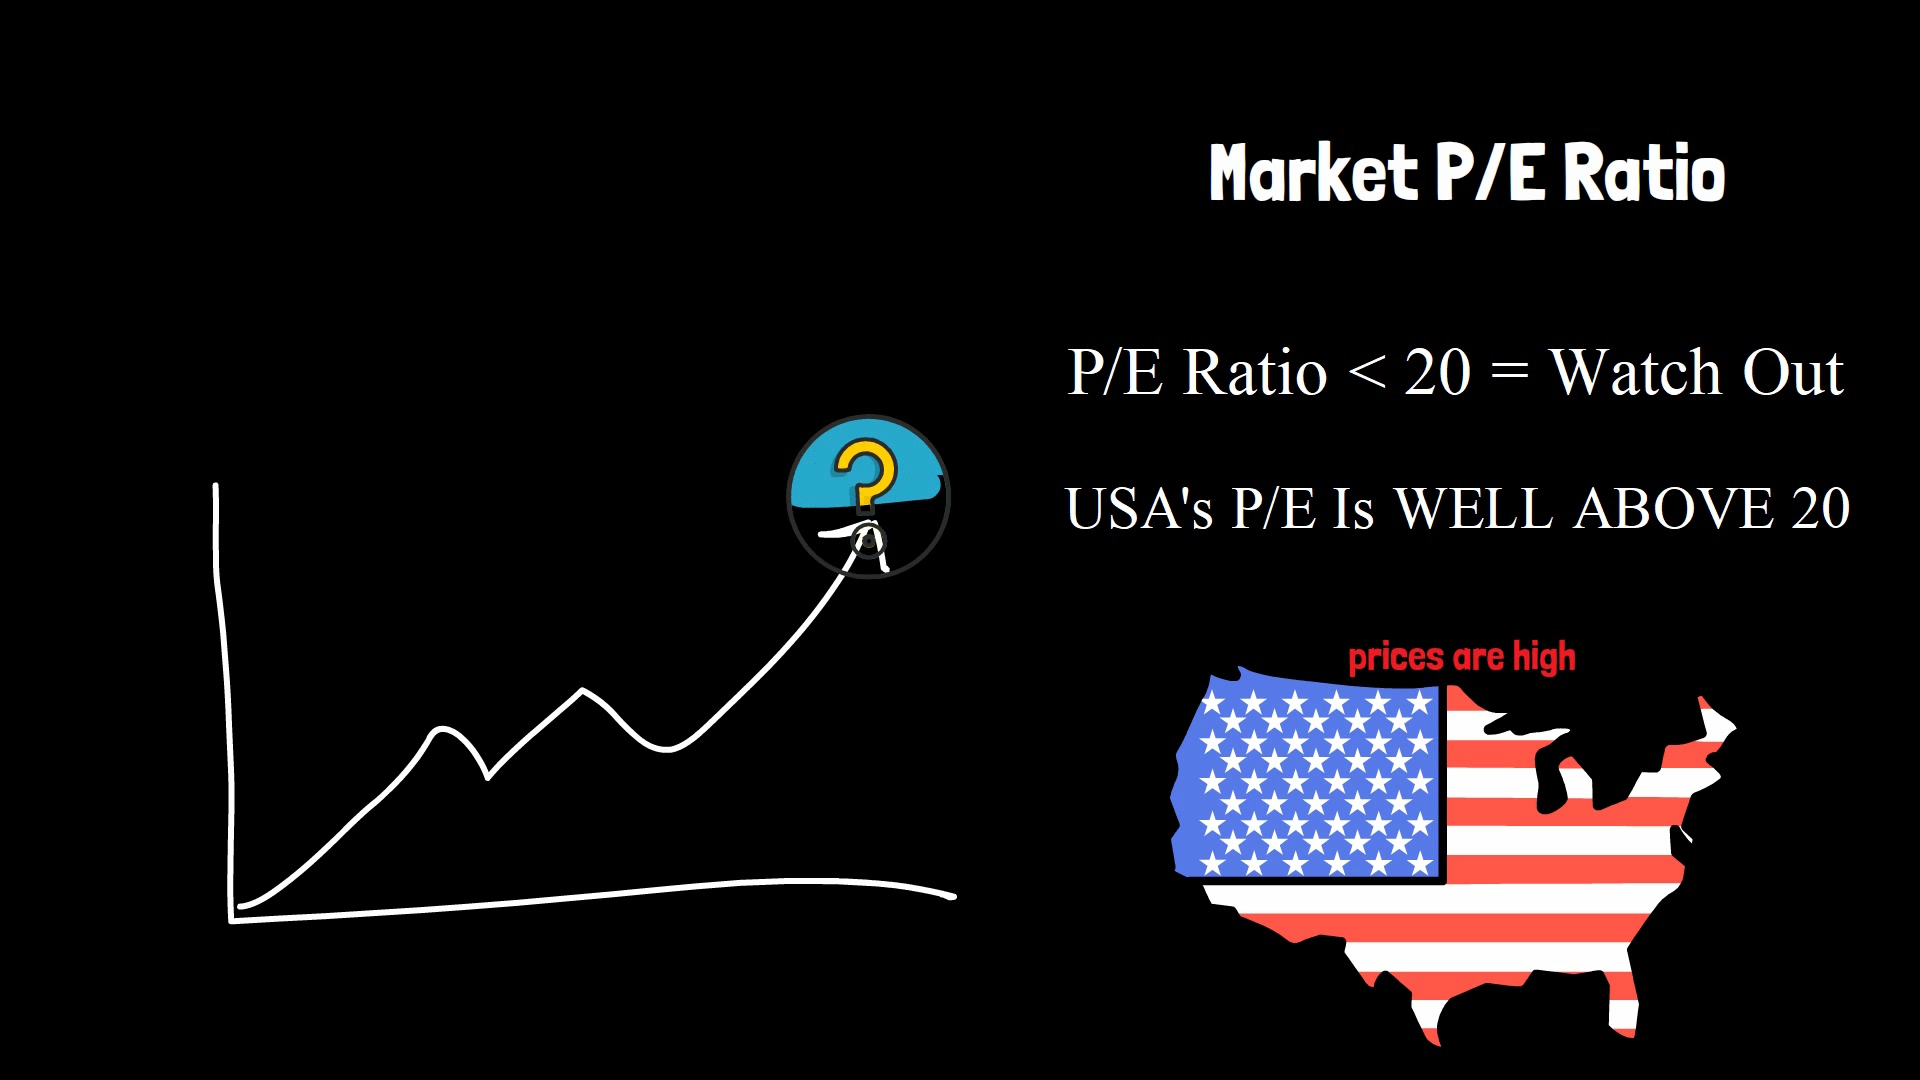 Market P/E Ratio
P/E Ratio < 20 = Watch Out
USA's P/E Is WELL ABOVE 20
?
prices are high